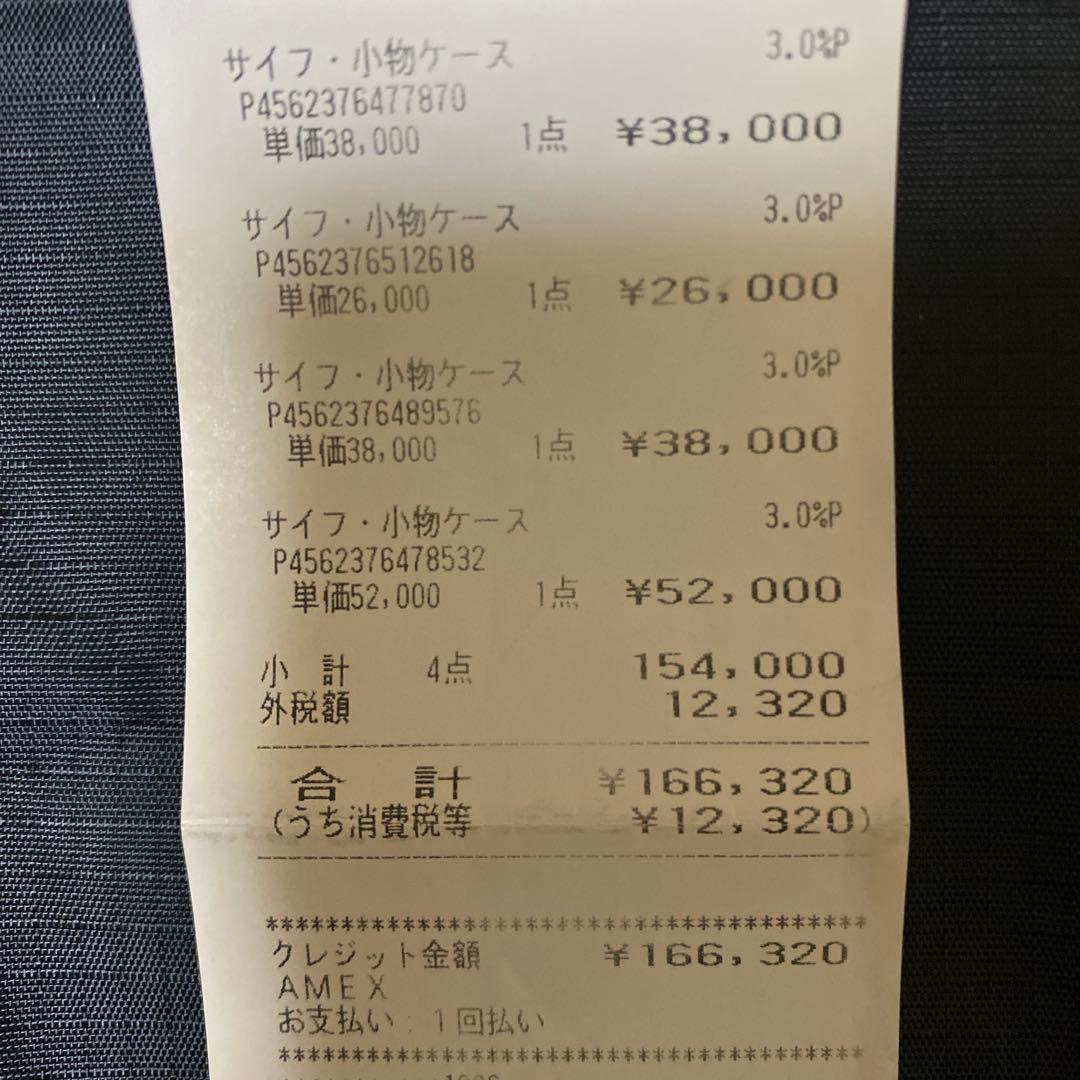 サイフ・小物ケース 3.0%P
P4562376477870
単価38,000 1点 ¥38,000
サイフ・小物ケース 3.0%P
P4562376512618
単価26,000 1点 ¥26,000
サイフ・小物ケース 3.0%P
P4562376489576
単価38,000 1点 ¥38,000
サイフ・小物ケース 3.0%P
P4562376478532
単価52,000 1点 ¥52,000
小 計 4点 154,000
外税額 12,320
合 計 ¥166,320
(うち消費税等 ¥12,320)
***************************************
クレジット金額 ¥166,320
AMEX
お支払い:1回払い
***************************************